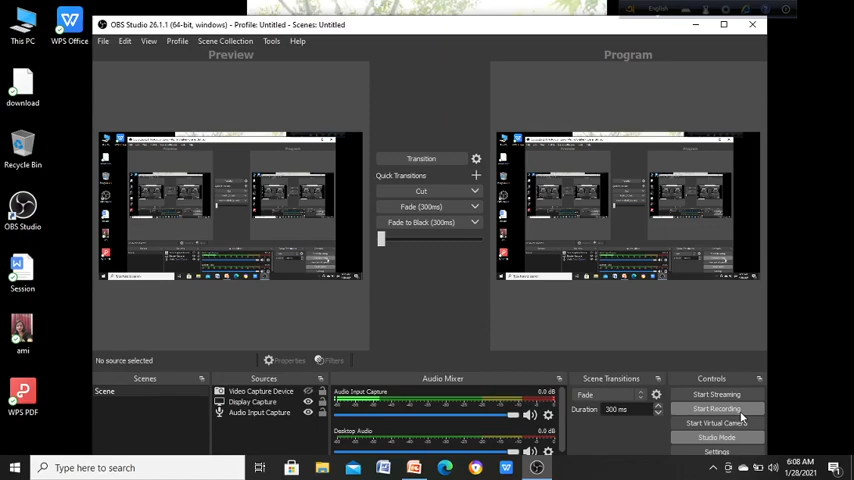 This PC
WPS Office
download
Recycle Bin
OBS Studio
Session
ami
WPS PDF
English
OBS Studio 26.1.1 (64-bit, windows) - Profile: Untitled - Scenes: Untitled
File Edit View Profile Scene Collection Tools Help
Preview
Program
Transition
Quick Transitions
Cut
Fade (300ms)
Fade to Black (300ms)
No source selected
Properties
Filters
Scenes
Scene
Sources
Video Capture Device
Display Capture
Audio Input Capture
Audio Mixer
Audio Input Capture 0.0 dB
Desktop Audio 0.0 dB
Scene Transitions
Fade
Duration 300 ms
Controls
Start Streaming
Start Recording
Start Virtual Camera
Studio Mode
Settings
Type here to search
6:08 AM
1/28/2021